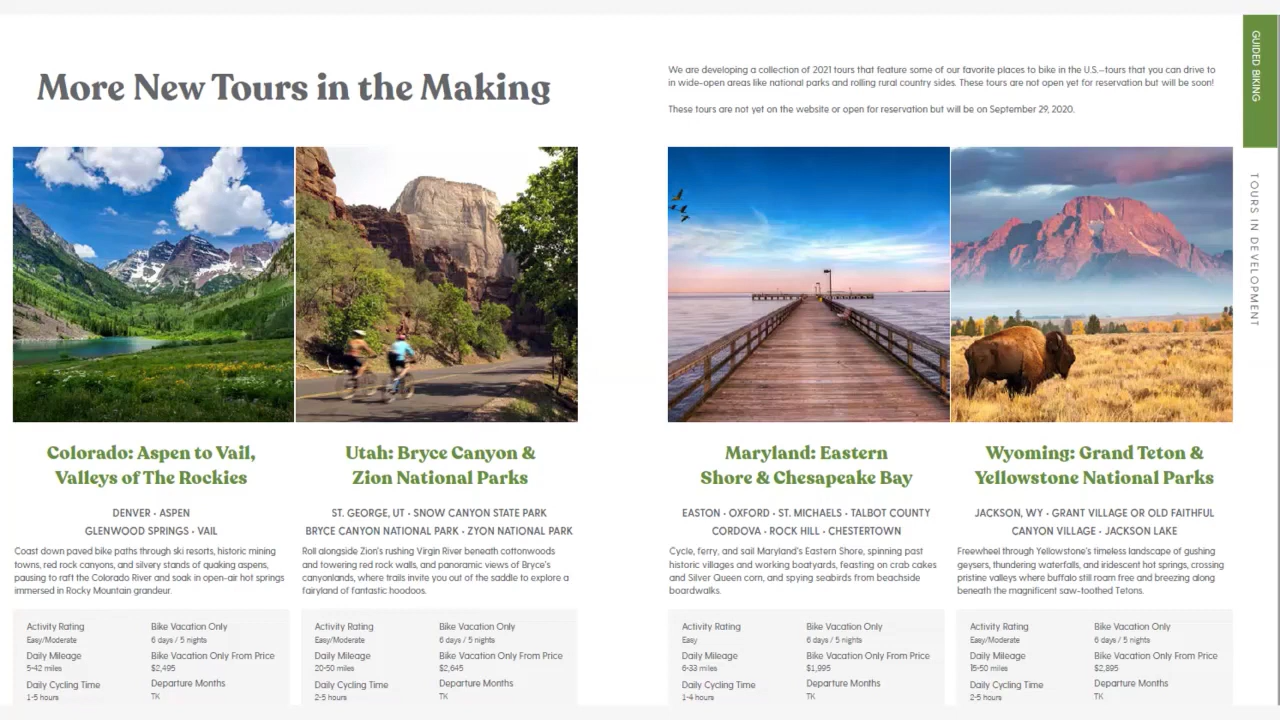 More New Tours in the Making
We are developing a collection of 2021 tours that feature some of our favorite places to bike in the U.S.–tours that you can drive to
in wide-open areas like national parks and rolling rural country sides. These tours are not open yet for reservation but will be soon!
These tours are not yet on the website or open for reservation but will be on September 29, 2020.
GUIDED BIKING
TOURS IN DEVELOPMENT
Colorado: Aspen to Vail,
Valleys of The Rockies
DENVER • ASPEN
GLENWOOD SPRINGS • VAIL
Coast down paved bike paths through ski resorts, historic mining
towns, red rock canyons, and silvery stands of quaking aspens,
pausing to raft the Colorado River and soak in open-air hot springs
immersed in Rocky Mountain grandeur.
Activity Rating
Easy/Moderate
Daily Mileage
5-42 miles
Daily Cycling Time
1-5 hours
Bike Vacation Only
6 days / 5 nights
Bike Vacation Only From Price
$2,495
Departure Months
TK
Utah: Bryce Canyon &
Zion National Parks
ST. GEORGE, UT • SNOW CANYON STATE PARK
BRYCE CANYON NATIONAL PARK • ZYON NATIONAL PARK
Roll alongside Zion's rushing Virgin River beneath cottonwoods
and towering red rock walls, and panoramic views of Bryce's
canyonlands, where trails invite you out of the saddle to explore a
fairyland of fantastic hoodoos.
Activity Rating
Easy/Moderate
Daily Mileage
20-50 miles
Daily Cycling Time
2-5 hours
Bike Vacation Only
6 days / 5 nights
Bike Vacation Only From Price
$2,645
Departure Months
TK
Maryland: Eastern
Shore & Chesapeake Bay
EASTON • OXFORD • ST. MICHAELS • TALBOT COUNTY
CORDOVA • ROCK HILL • CHESTERTOWN
Cycle, ferry, and sail Maryland's Eastern Shore, spinning past
historic villages and working boatyards, feasting on crab cakes
and Silver Queen corn, and spying seabirds from beachside
boardwalks.
Activity Rating
Easy
Daily Mileage
6-33 miles
Daily Cycling Time
1-4 hours
Bike Vacation Only
6 days / 5 nights
Bike Vacation Only From Price
$1,995
Departure Months
TK
Wyoming: Grand Teton &
Yellowstone National Parks
JACKSON, WY • GRANT VILLAGE OR OLD FAITHFUL
CANYON VILLAGE • JACKSON LAKE
Freewheel through Yellowstone's timeless landscape of gushing
geysers, thundering waterfalls, and iridescent hot springs, crossing
pristine valleys where buffalo still roam free and breezing along
beneath the magnificent saw-toothed Tetons.
Activity Rating
Easy/Moderate
Daily Mileage
15-50 miles
Daily Cycling Time
2-5 hours
Bike Vacation Only
6 days / 5 nights
Bike Vacation Only From Price
$2,895
Departure Months
TK